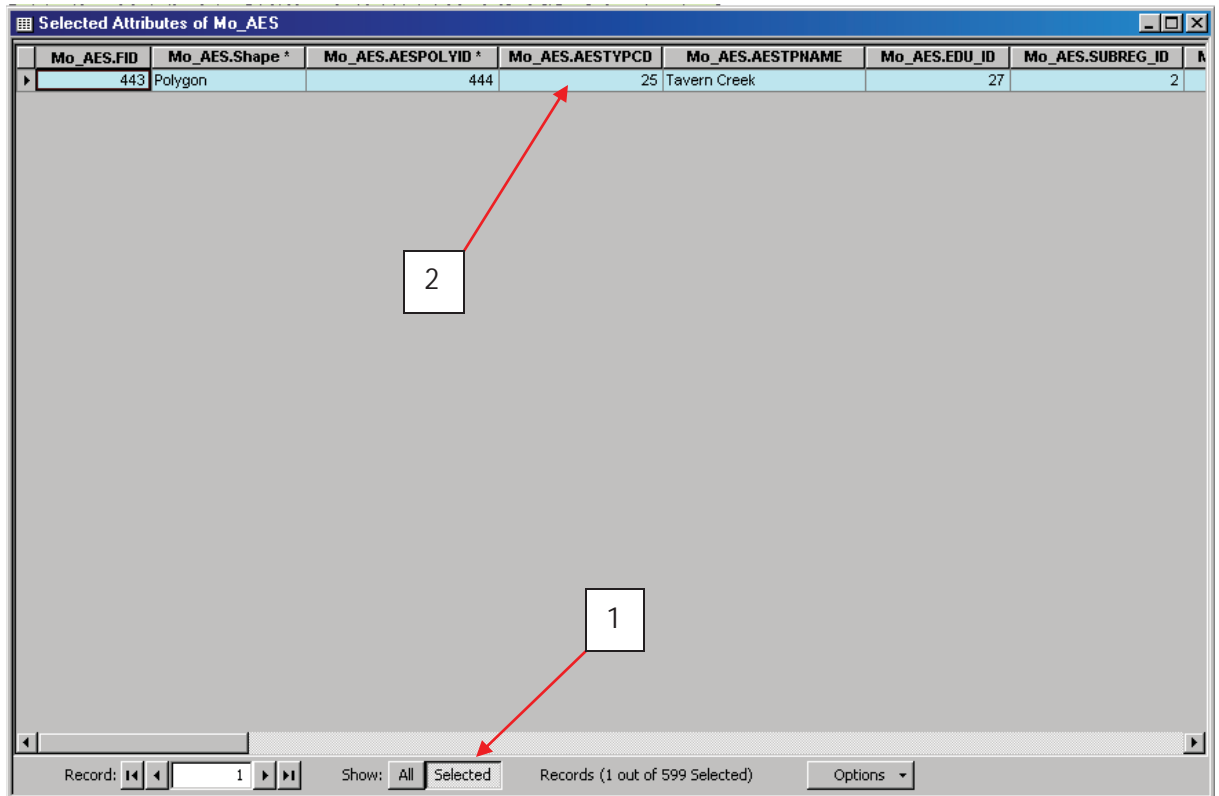 Selected Attributes of Mo_AES
Mo_AES.FID Mo_AES.Shape * Mo_AES.AESPOLYID * Mo_AES.AESTYPCD Mo_AES.AESTPNAME Mo_AES.EDU_ID Mo_AES.SUBREG_ID
443 Polygon 444 25 Tavern Creek 27 2
2
1
Record: 1 Show: All Selected Records (1 out of 599 Selected) Options